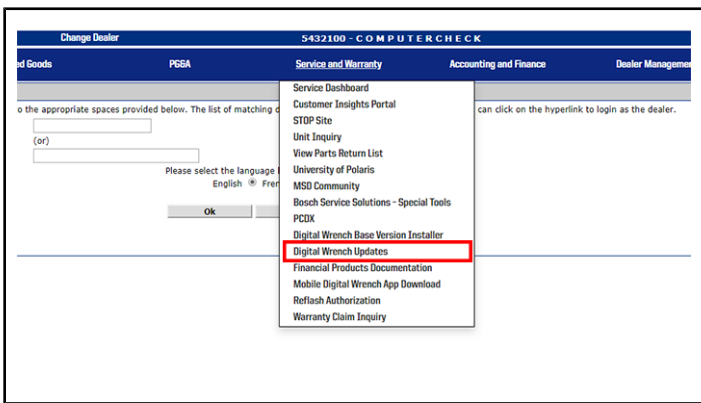 Change Dealer 5432100 - C O M P U T E R C H E C K
ed Goods PG&A Service and Warranty Accounting and Finance Dealer Managemen
Service Dashboard
o the appropriate spaces provided below. The list of matching d can click on the hyperlink to login as the dealer.
Customer Insights Portal
STOP Site
(or)
Unit Inquiry
View Parts Return List
Please select the language
University of Polaris
English Fren
MSD Community
Bosch Service Solutions - Special Tools
Ok
PCDX
Digital Wrench Base Version Installer
Digital Wrench Updates
Financial Products Documentation
Mobile Digital Wrench App Download
Reflash Authorization
Warranty Claim Inquiry